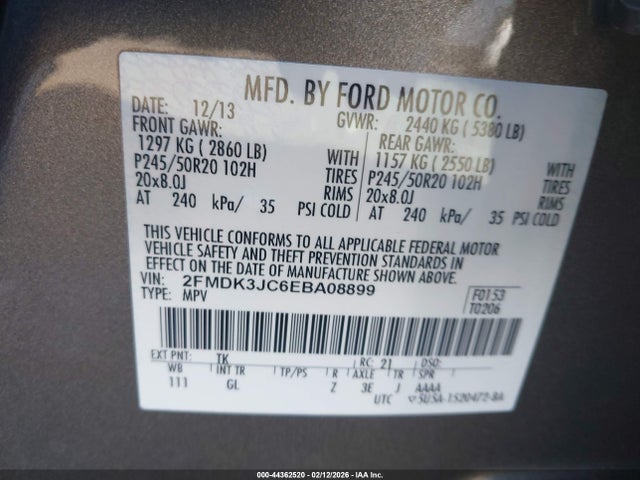 MFD. BY FORD MOTOR CO.
DATE: 12/13 GVWR: 2440 KG ( 5380 LB)
FRONT GAWR: REAR GAWR:
1297 KG ( 2860 LB) WITH 1157 KG ( 2550 LB) WITH
P245/50R20 102H TIRES P245/50R20 102H TIRES
20x8.0J RIMS 20x8.0J RIMS
AT 240 kPa/ 35 PSI COLD AT 240 kPa/ 35 PSI COLD
THIS VEHICLE CONFORMS TO ALL APPLICABLE FEDERAL MOTOR
VEHICLE SAFETY AND THEFT PREVENTION STANDARDS IN
EFFECT ON THE DATE OF MANUFACTURE SHOWN ABOVE.
VIN: 2FMDK3JC6EBA08899 F0153
TYPE: MPV T0206
EXT PNT: TK RC: 21 DSO:
WB INT TR TP/PS R AXLE TR SPR
111 GL Z 3E J AAAA
UTC 5USA-1520472-BA
000-44362520 - 02/12/2026 - IAA Inc.